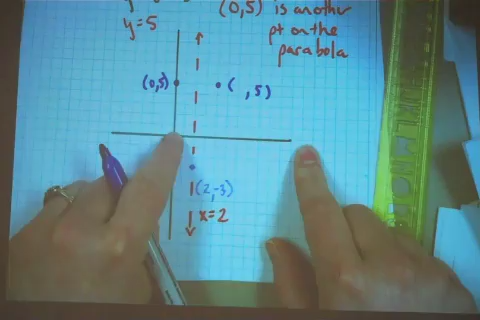 y=5
(0,5) is another
pt on the
parabola
(0,5)
( ,5)
(2,-3)
x=2